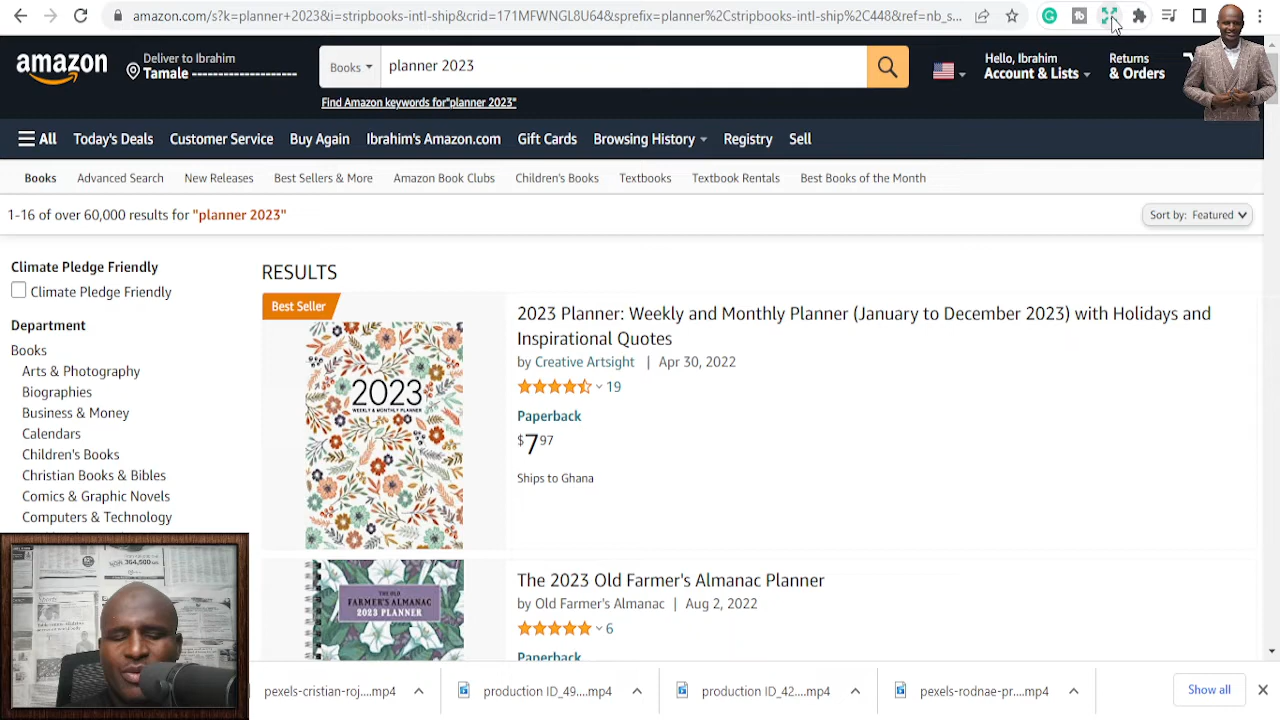 amazon.com/s?k=planner+2023&i=stripbooks-intl-ship&crid=171MFWNGL8U64&sprefix=planner%2Cstripbooks-intl-ship%2C448&ref=nb_s...
amazon
Deliver to Ibrahim
Tamale
Books
planner 2023
Find Amazon keywords for"planner 2023"
Hello, Ibrahim
Account & Lists
Returns
& Orders
All
Today's Deals
Customer Service
Buy Again
Ibrahim's Amazon.com
Gift Cards
Browsing History
Registry
Sell
Books
Advanced Search
New Releases
Best Sellers & More
Amazon Book Clubs
Children's Books
Textbooks
Textbook Rentals
Best Books of the Month
1-16 of over 60,000 results for "planner 2023"
Sort by: Featured
Climate Pledge Friendly
Climate Pledge Friendly
Department
Books
Arts & Photography
Biographies
Business & Money
Calendars
Children's Books
Christian Books & Bibles
Comics & Graphic Novels
Computers & Technology
RESULTS
Best Seller
2023
WEEKLY & MONTHLY PLANNER
2023 Planner: Weekly and Monthly Planner (January to December 2023) with Holidays and
Inspirational Quotes
by Creative Artsight | Apr 30, 2022
19
Paperback
$7 97
Ships to Ghana
THE OLD
FARMER'S ALMANAC
2023 PLANNER
The 2023 Old Farmer's Almanac Planner
by Old Farmer's Almanac | Aug 2, 2022
6
Paperback
pexels-cristian-roj....mp4
production ID_49....mp4
production ID_42....mp4
pexels-rodnae-pr....mp4
Show all